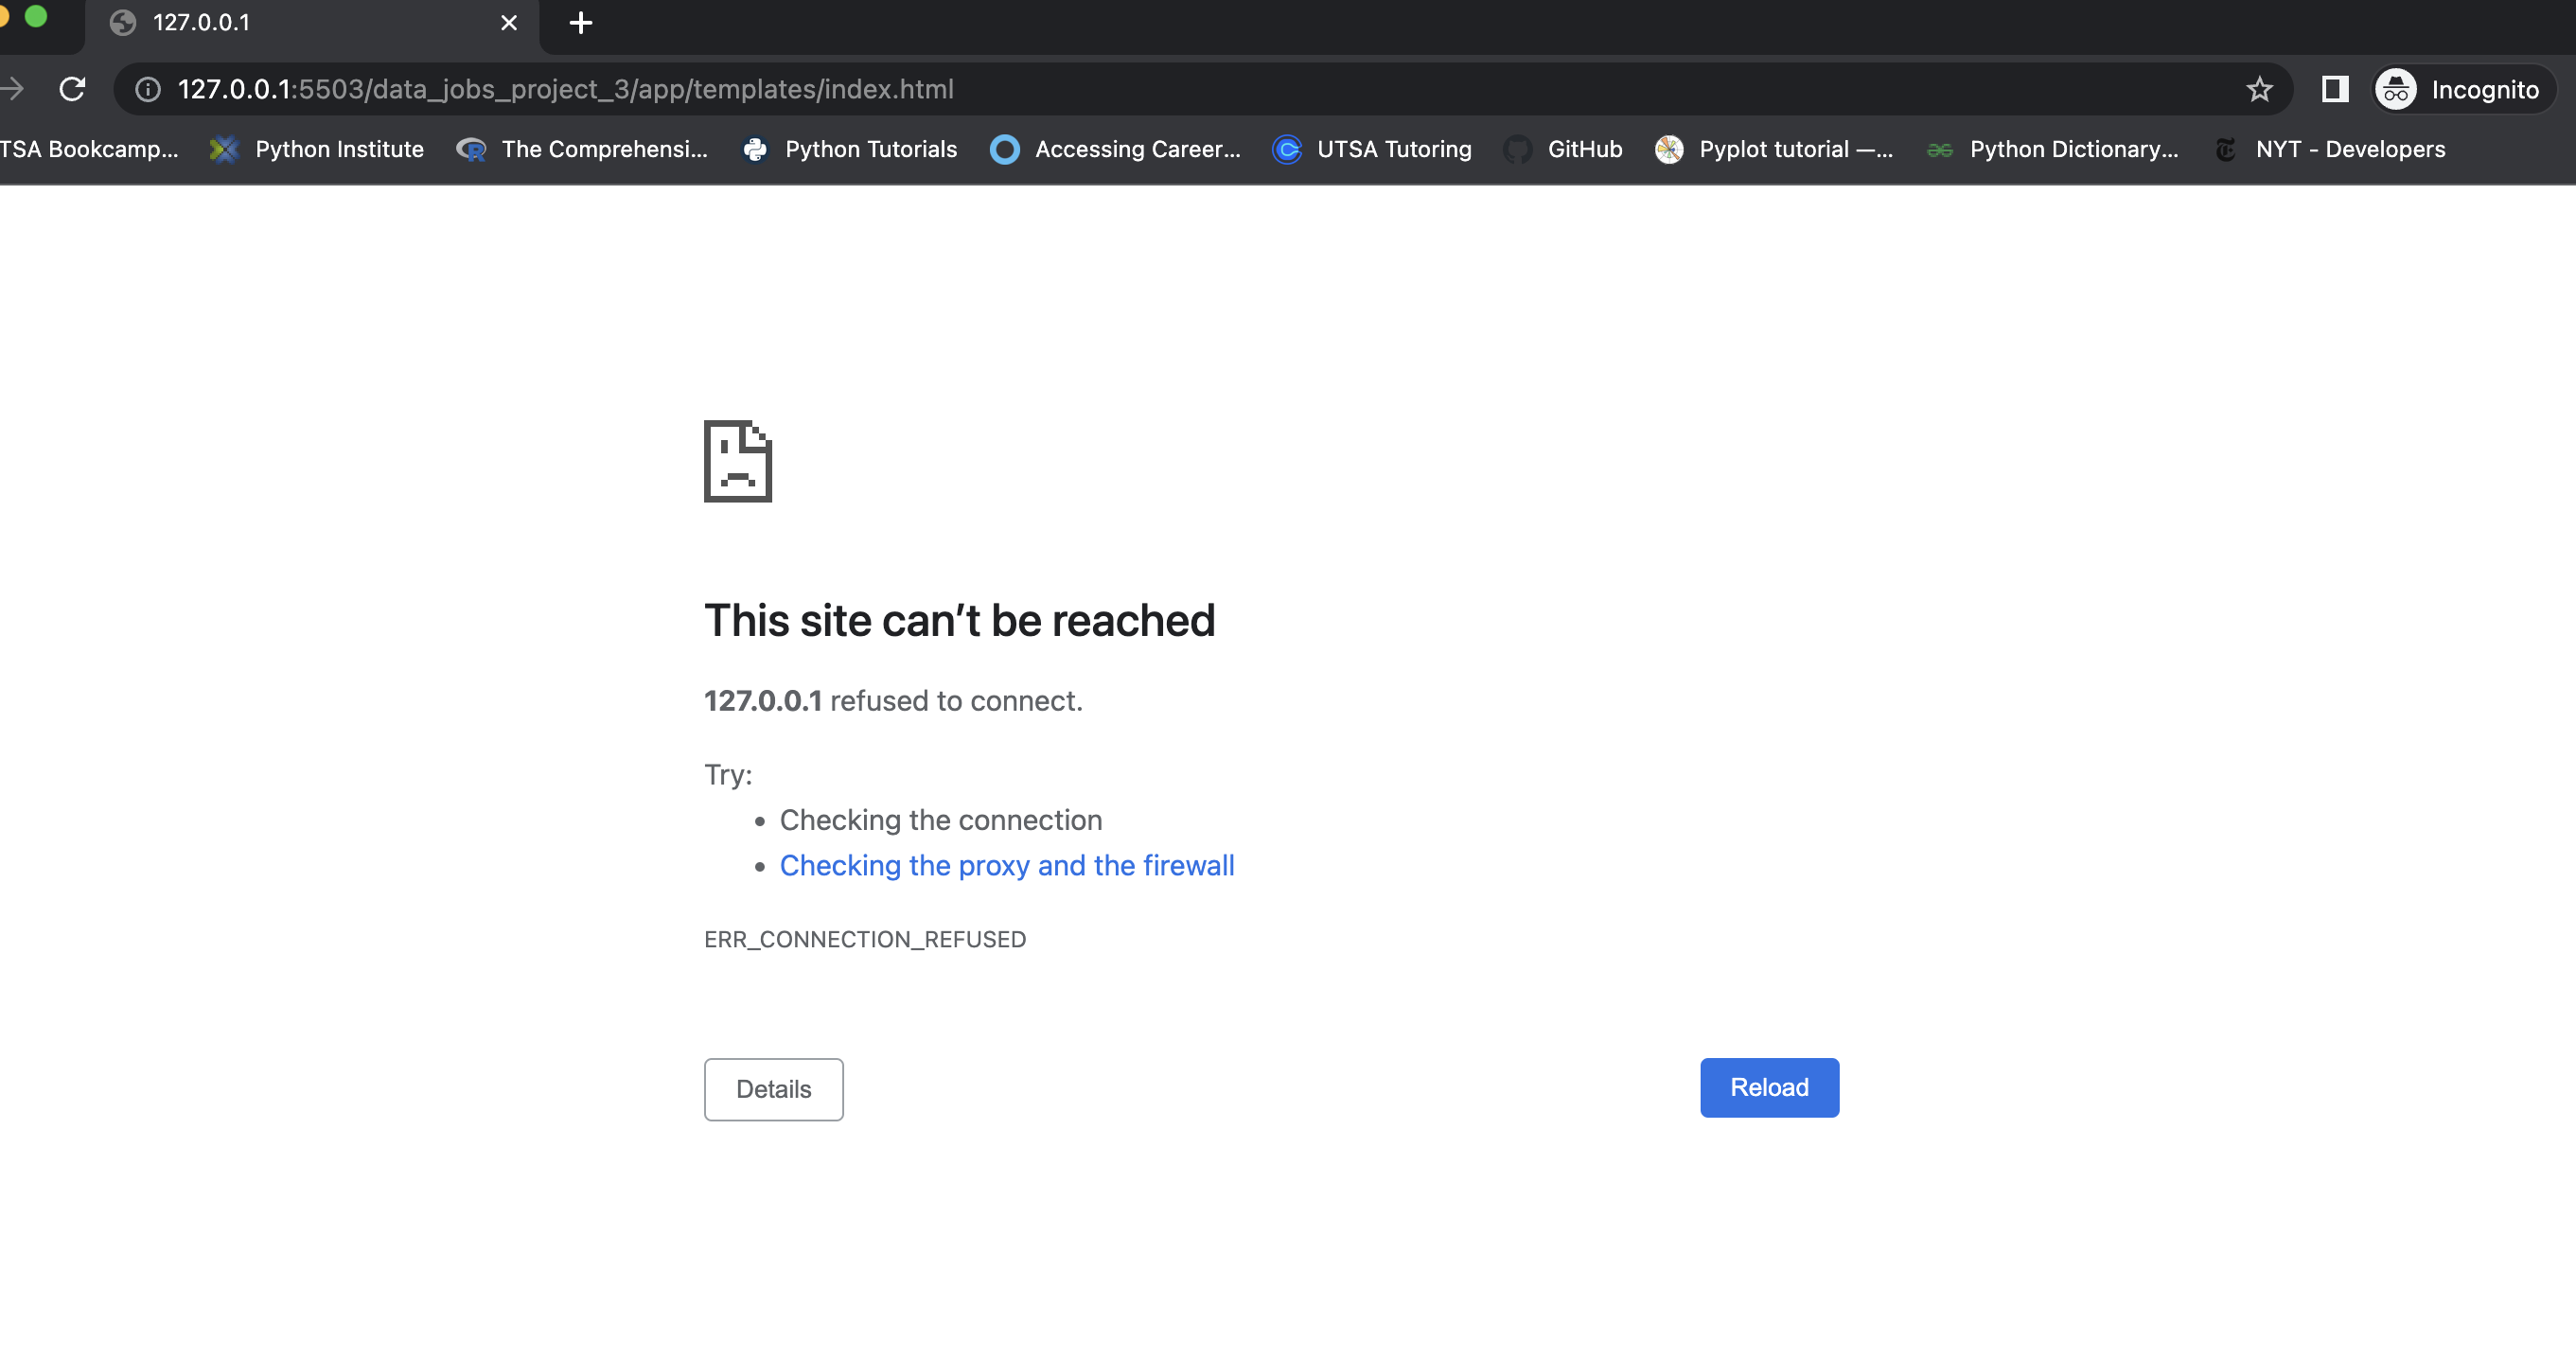 127.0.0.1
127.0.0.1:5503/data_jobs_project_3/app/templates/index.html Incognito
TSA Bookcamp... Python Institute The Comprehensi... Python Tutorials Accessing Career... UTSA Tutoring GitHub Pyplot tutorial —... Python Dictionary... NYT - Developers
This site can’t be reached
127.0.0.1 refused to connect.
Try:
• Checking the connection
• Checking the proxy and the firewall
ERR_CONNECTION_REFUSED
Details Reload